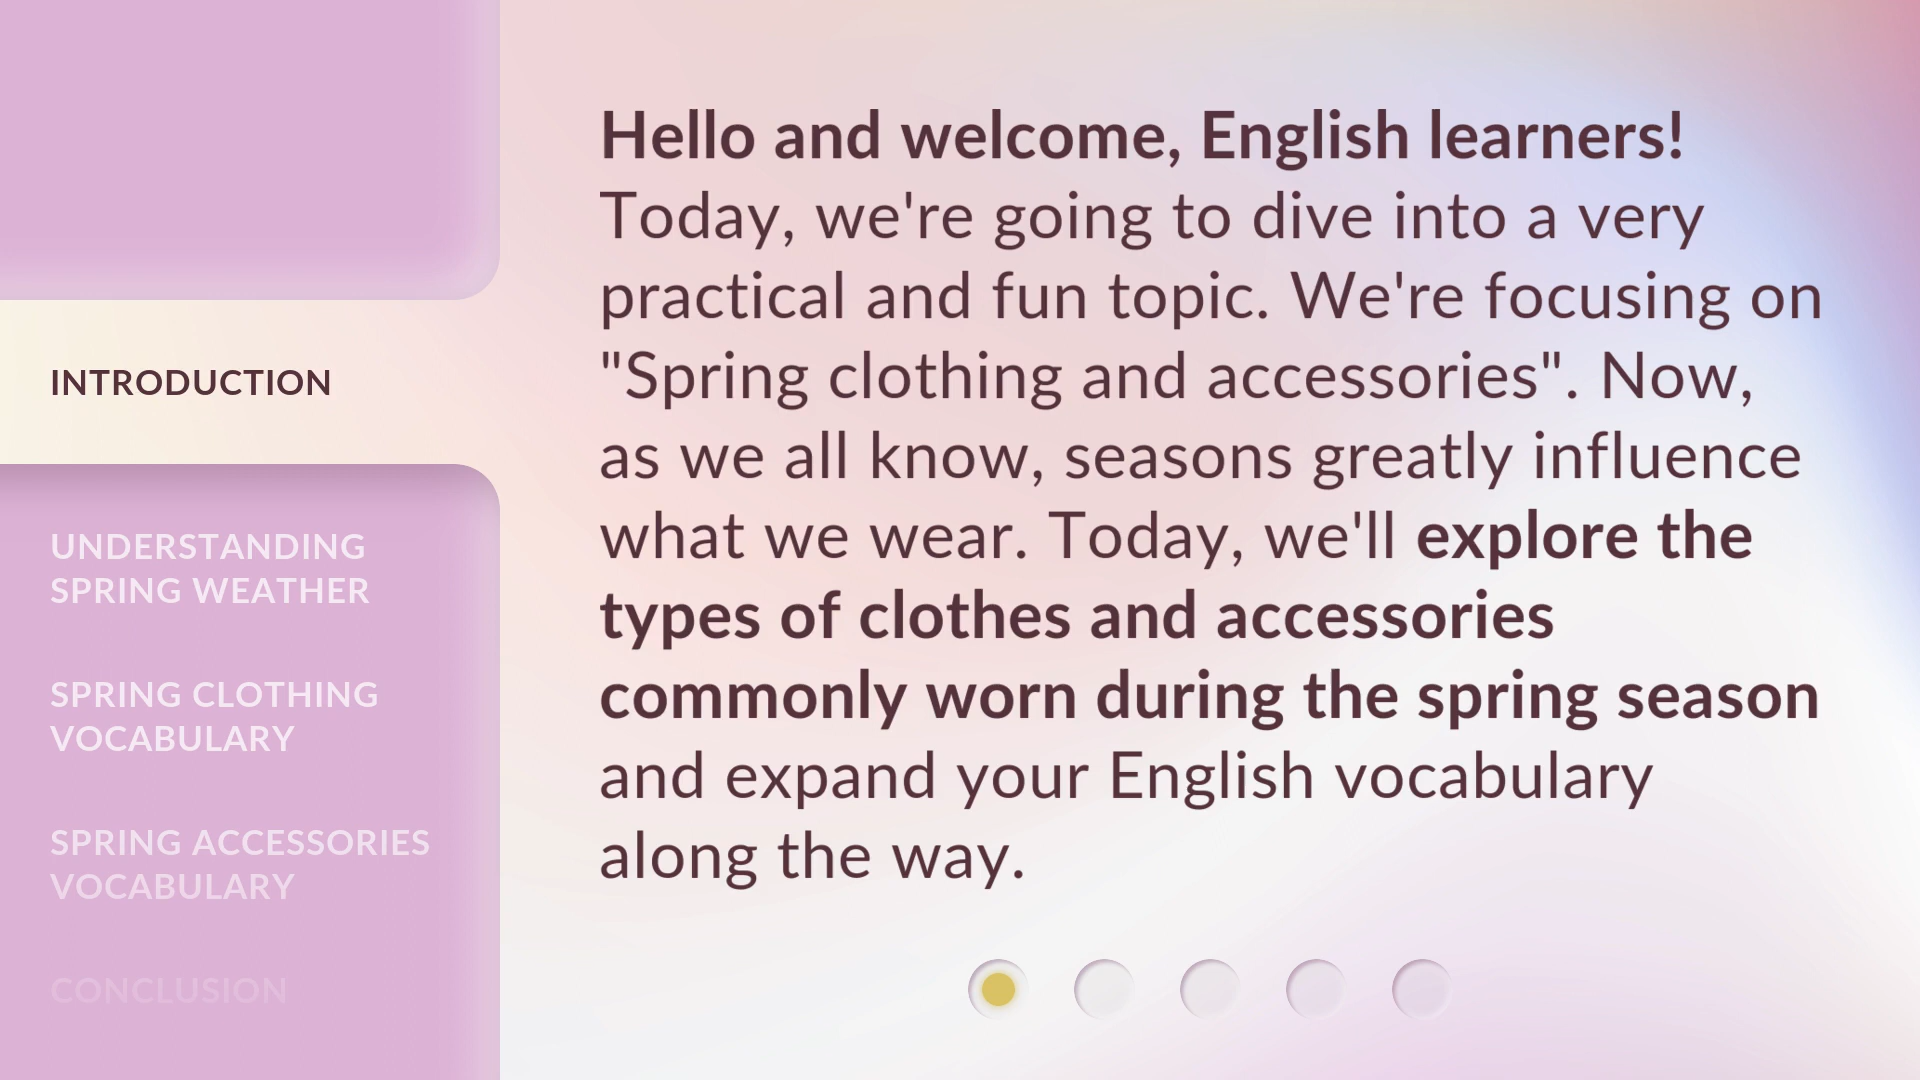 INTRODUCTION
UNDERSTANDING
SPRING WEATHER
SPRING CLOTHING
VOCABULARY
SPRING ACCESSORIES
VOCABULARY
CONCLUSION
Hello and welcome, English learners!
Today, we're going to dive into a very
practical and fun topic. We're focusing on
"Spring clothing and accessories". Now,
as we all know, seasons greatly influence
what we wear. Today, we'll explore the
types of clothes and accessories
commonly worn during the spring season
and expand your English vocabulary
along the way.